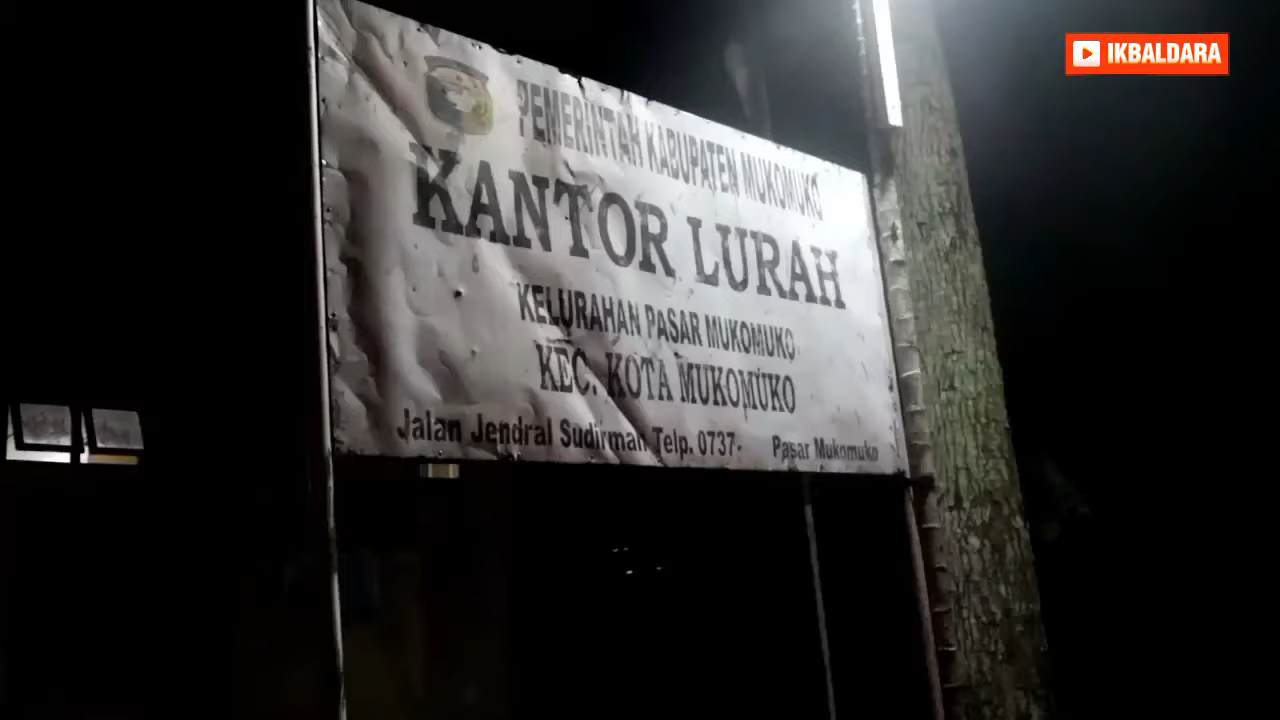 IKBALDARA
PEMERINTAH KABUPATEN MUKOMUKO
KANTOR LURAH
KELURAHAN PASAR MUKOMUKO
KEC. KOTA MUKOMUKO
Jalan Jendral Sudirman Telp. 0737- Pasar Mukomuko